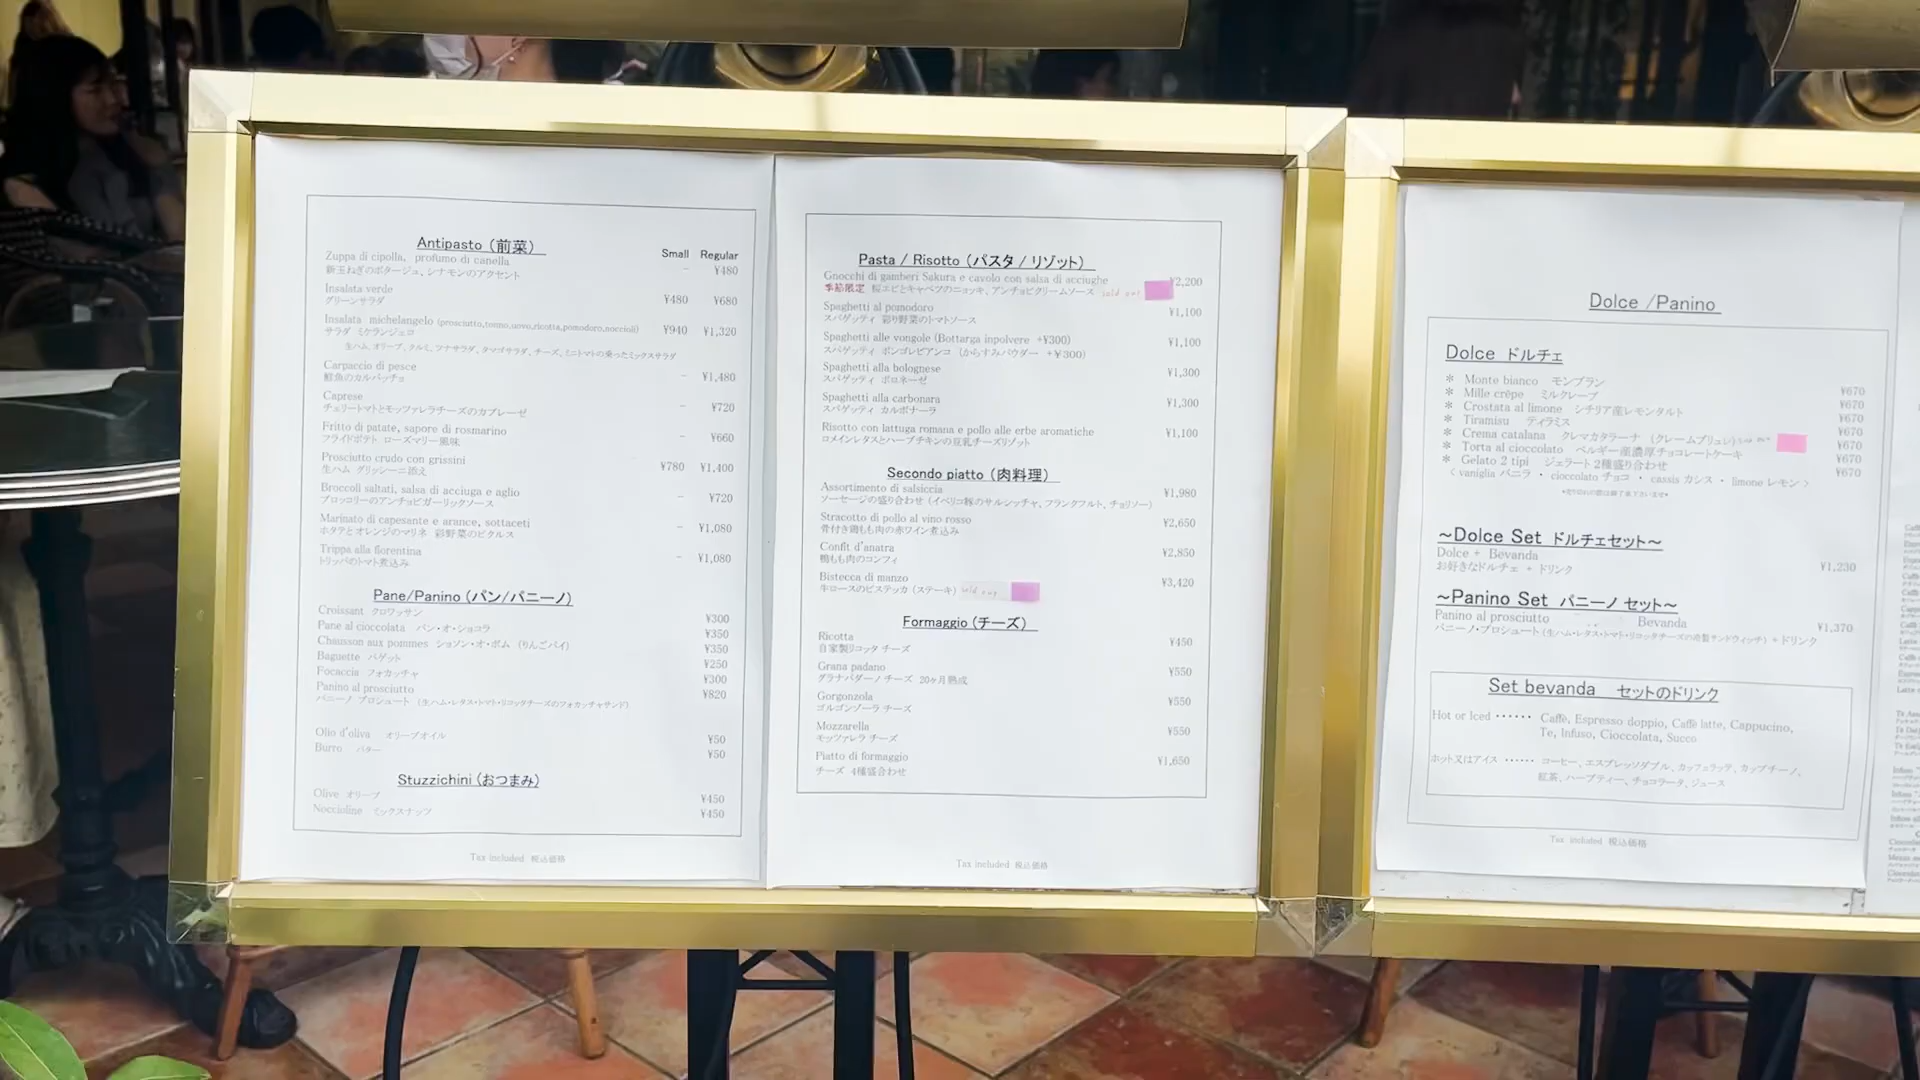 Antipasto (前菜)
Small Regular
Zuppa di cipolla, profumo di canella - ¥480
新玉ねぎのポタージュ、シナモンのアクセント
Insalata verde
グリーンサラダ ¥480 ¥680
Insalata michelangelo (prosciutto,tonno,uovo,ricotta,pomodoro,noccioli) ¥940 ¥1,320
サラダ ミケランジェロ
生ハム、オリーブ、クルミ、ツナサラダ、タマゴサラダ、チーズ、ミニトマトの乗ったミックスサラダ
Carpaccio di pesce - ¥1,480
鮮魚のカルパッチョ
Caprese
チェリートマトとモッツァレラチーズのカプレーゼ - ¥720
Fritto di patate, sapore di rosmarino
フライドポテト ローズマリー風味 - ¥660
Prosciutto crudo con grissini ¥780 ¥1,400
生ハム グリッシーニ添え
Broccoli saltati, salsa di acciuga e aglio - ¥720
ブロッコリーのアンチョビガーリックソース
Marinato di capesante e arance, sottaceti - ¥1,080
ホタテとオレンジのマリネ 彩野菜のピクルス
Trippa alla fiorentina - ¥1,080
トリッパのトマト煮込み
Pane/Panino (パン/パニーノ)
Croissant クロワッサン ¥300
Pane al cioccolata パン・オ・ショコラ ¥350
Chausson aux pommes ショソン・オ・ポム (りんごパイ) ¥350
Baguette バゲット ¥250
Focaccia フォカッチャ ¥300
Panino al prosciutto ¥820
パニーノ プロシュート (生ハム・レタス・トマト・リコッタチーズのフォカッチャサンド)
Olio d'oliva オリーブオイル ¥50
Burro バター ¥50
Stuzzichini (おつまみ)
Olive オリーブ ¥450
Noccioline ミックスナッツ ¥450
Tax included 税込価格
Pasta / Risotto (パスタ / リゾット)
Gnocchi di gamberi Sakura e cavolo con salsa di acciughe ¥2,200
季節限定 桜エビとキャベツのニョッキ、アンチョビクリームソース sold out
Spaghetti al pomodoro ¥1,100
スパゲッティ 彩り野菜のトマトソース
Spaghetti alle vongole (Bottarga inpolvere +¥300) ¥1,100
スパゲッティ ボンゴレビアンコ (からすみパウダー +¥300)
Spaghetti alla bolognese ¥1,300
スパゲッティ ボロネーゼ
Spaghetti alla carbonara ¥1,300
スパゲッティ カルボナーラ
Risotto con lattuga romana e pollo alle erbe aromatiche ¥1,100
ロメインレタスとハーブチキンの豆乳チーズリゾット
Secondo piatto (肉料理)
Assortimento di salsiccia ¥1,980
ソーセージの盛り合わせ (イベリコ豚のサルシッチャ、フランクフルト、チョリソー)
Stracotto di pollo al vino rosso ¥2,650
骨付き鶏もも肉の赤ワイン煮込み
Confit d'anatra ¥2,850
鴨もも肉のコンフィ
Bistecca di manzo ¥3,420
牛ロースのビステッカ (ステーキ) sold out
Formaggio (チーズ)
Ricotta ¥450
自家製リコッタ チーズ
Grana padano ¥550
グラナパダーノ チーズ 20ヶ月熟成
Gorgonzola ¥550
ゴルゴンゾーラ チーズ
Mozzarella ¥550
モッツァレラ チーズ
Piatto di formaggio ¥1,650
チーズ 4種盛合わせ
Tax included 税込価格
Dolce /Panino
Dolce ドルチェ
* Monte bianco モンブラン ¥670
* Mille crêpe ミルクレープ ¥670
* Crostata al limone シチリア産レモンタルト ¥670
* Tiramisu ティラミス ¥670
* Crema catalana クレマカタラーナ (クレームブリュレ) sold out ¥670
* Torta al cioccolato ベルギー産濃厚チョコレートケーキ ¥670
* Gelato 2 tipi ジェラート2種盛り合わせ ¥670
< vaniglia バニラ ・ cioccolato チョコ ・ cassis カシス ・ limone レモン >
~Dolce Set ドルチェセット~
Dolce + Bevanda
お好きなドルチェ + ドリンク ¥1,230
~Panino Set パニーノ セット~
Panino al prosciutto Bevanda ¥1,370
パニーノ・プロシュート (生ハム・レタス・トマト・リコッタチーズの冷製サンドウィッチ) + ドリンク
Set bevanda セットのドリンク
Hot or Iced ・・・・・・ Caffè, Espresso doppio, Caffè latte, Cappucino,
Te, Infuso, Cioccolata, Succo
ホット又はアイス ・・・・・・ コーヒー、エスプレッソダブル、カッフェラッテ、カップチーノ、
紅茶、ハーブティー、チョコラータ、ジュース
Tax included 税込価格